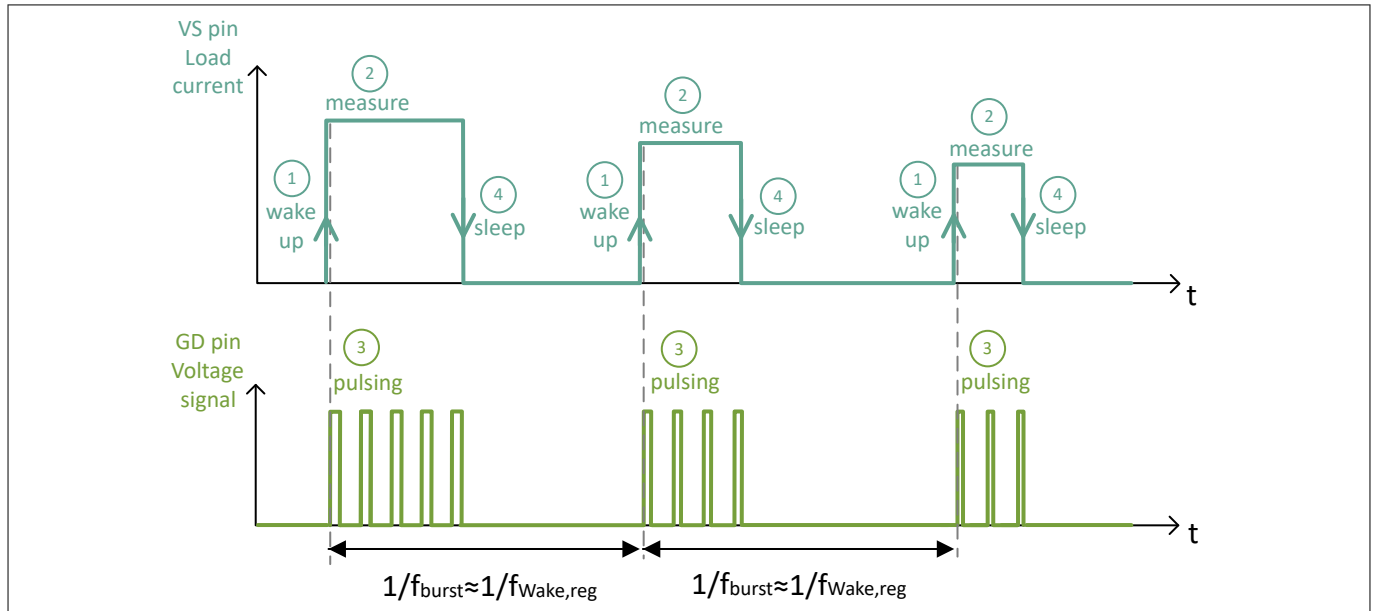 VS pin
Load
current
2
measure
2
measure
2
measure
1
wake
up
4
sleep
1
wake
up
4
sleep
1
wake
up
4
sleep
t
GD pin
Voltage
signal
3
pulsing
3
pulsing
3
pulsing
t
1/fburst≈1/fWake,reg
1/fburst≈1/fWake,reg